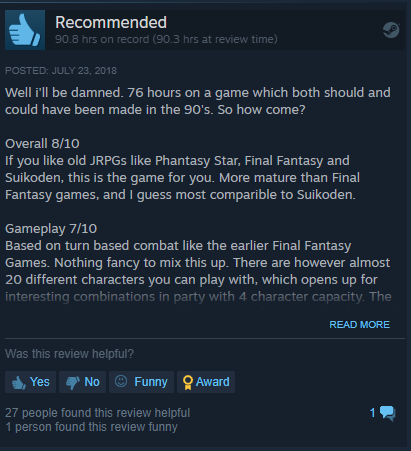 Recommended
90.8 hrs on record (90.3 hrs at review time)
POSTED: JULY 23, 2018
Well i'll be damned. 76 hours on a game which both should and
could have been made in the 90's. So how come?
Overall 8/10
If you like old JRPGs like Phantasy Star, Final Fantasy and
Suikoden, this is the game for you. More mature than Final
Fantasy games, and I guess most comparible to Suikoden.
Gameplay 7/10
Based on turn based combat like the earlier Final Fantasy
Games. Nothing fancy to mix this up. There are however almost
20 different characters you can play with, which opens up for
interesting combinations in party with 4 character capacity. The
READ MORE
Was this review helpful?
Yes No Funny Award
27 people found this review helpful 1
1 person found this review funny